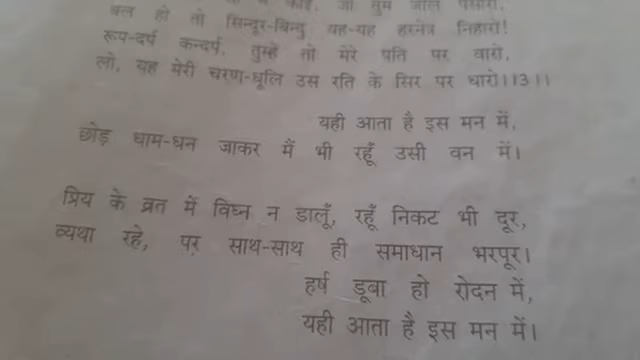 तुम
बल हो तो सिन्दूर-बिन्दु यह-यह हरनेत्र निहारो!
रूप-दर्प कन्दर्प, तुम्हें तो मेरे पति पर वारो,
लो, यह मेरी चरण-धूलि उस रति के सिर पर धारो।।3।।
यही आता है इस मन में,
छोड़ धाम-धन जाकर मैं भी रहूँ उसी वन में।
प्रिय के व्रत में विघ्न न डालूँ, रहूँ निकट भी दूर,
व्यथा रहे, पर साथ-साथ ही समाधान भरपूर।
हर्ष डूबा हो रोदन में,
यही आता है इस मन में।